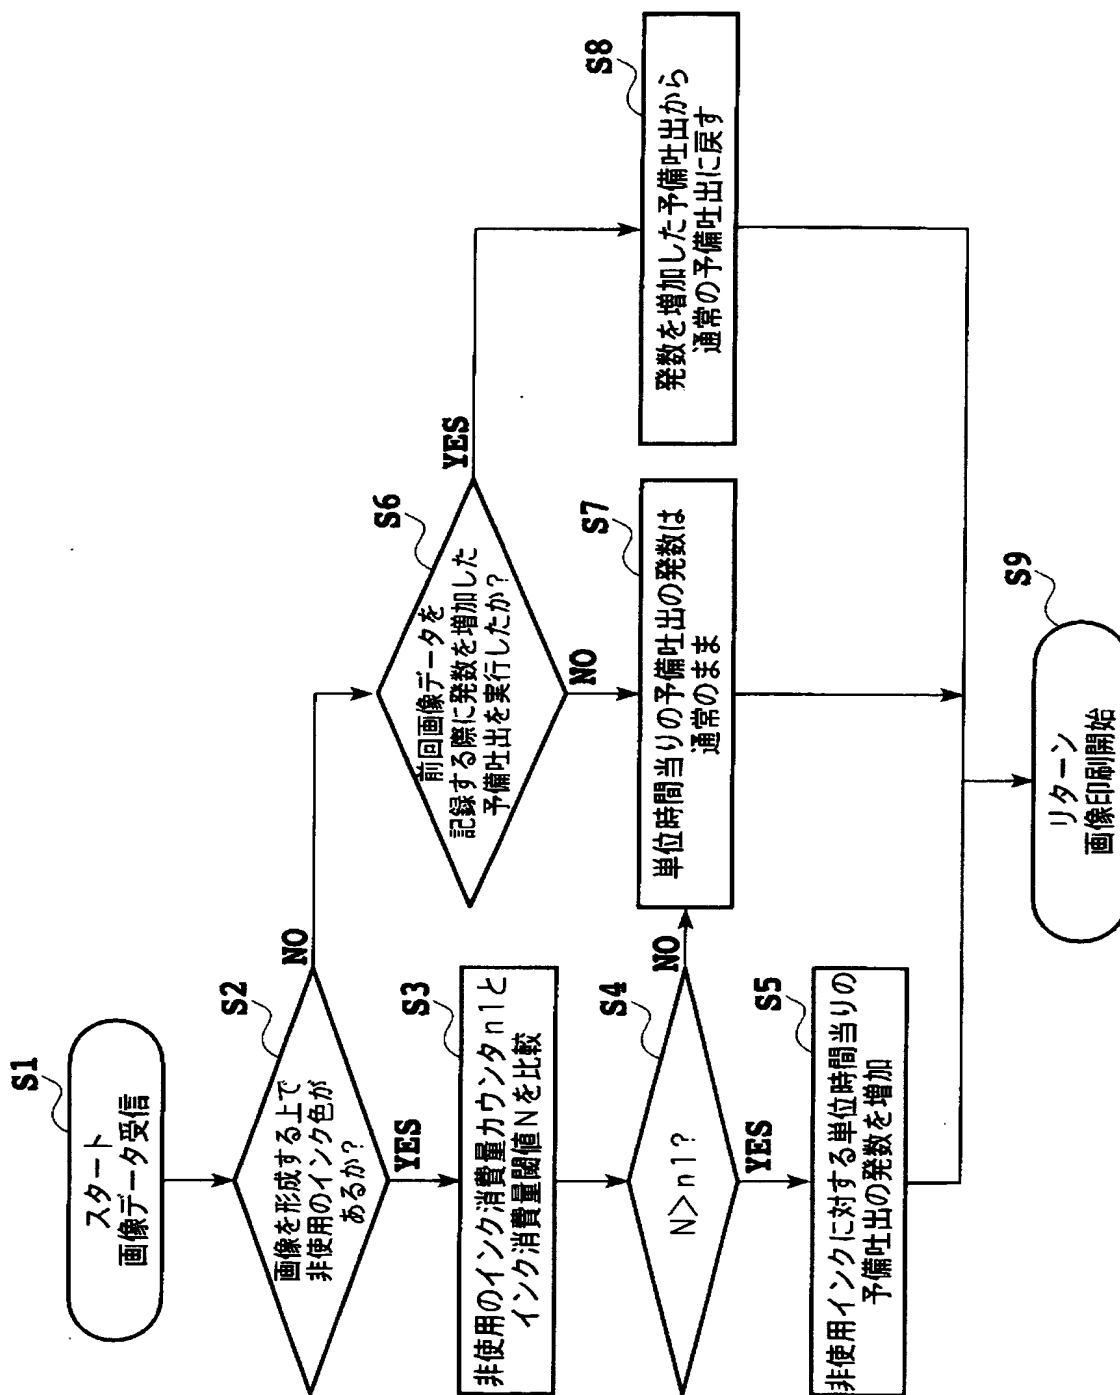 S1
スタート
画像データ受信
S2
画像を形成する上で
非使用のインク色が
あるか？
NO
YES
S3
非使用のインク消費量カウンタn1と
インク消費量閾値Nを比較
S4
N>n1?
NO
YES
S5
非使用インクに対する単位時間当りの
予備吐出の発数を増加
S6
前回画像データを
記録する際に発数を増加した
予備吐出を実行したか？
YES
NO
S7
単位時間当りの予備吐出の発数は
通常のまま
S8
発数を増加した予備吐出から
通常の予備吐出に戻す
S9
リターン
画像印刷開始